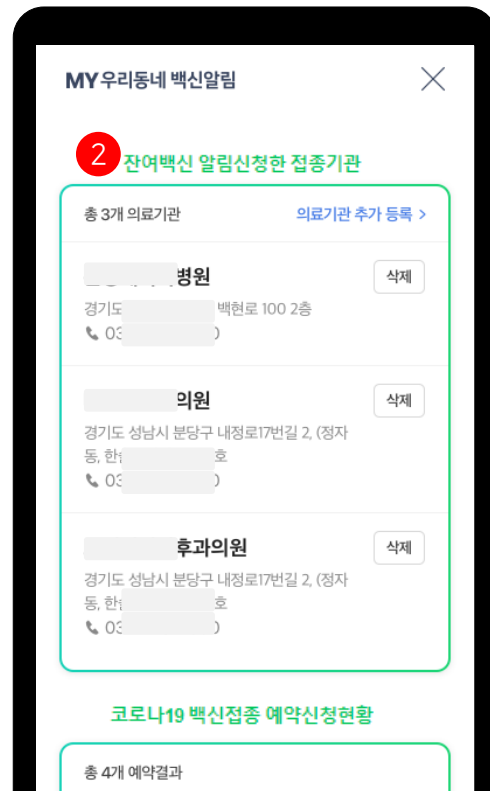 MY 우리동네 백신알림
2
잔여백신 알림신청한 접종기관
총 3개 의료기관
의료기관 추가 등록 >
병원
삭제
경기도 백현로 100 2층
03
의원
삭제
경기도 성남시 분당구 내정로17번길 2, (정자
동, 한솔 호
03
후과의원
삭제
경기도 성남시 분당구 내정로17번길 2, (정자
동, 한솔 호
03
코로나19 백신접종 예약신청현황
총 4개 예약결과